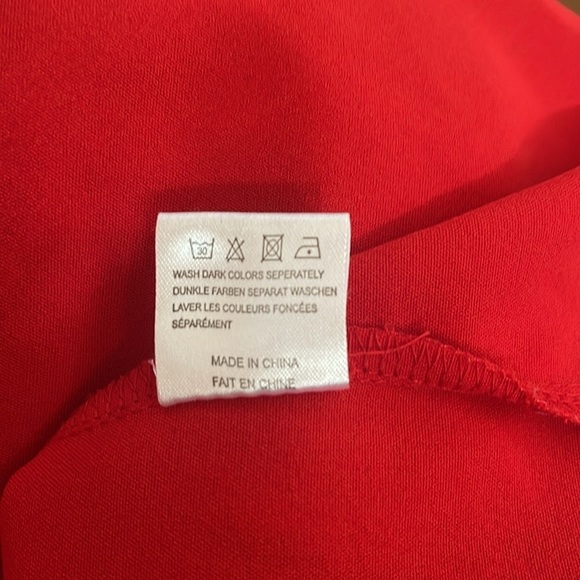 30
WASH DARK COLORS SEPERATELY
DUNKLE FARBEN SEPARAT WASCHEN
LAVER LES COULEURS FONCÉES
SÉPARÉMENT
MADE IN CHINA
FAIT EN CHINE